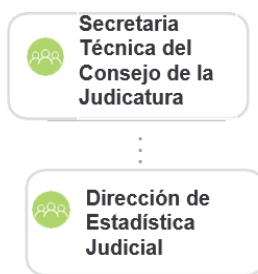 Secretaria
Técnica del
Consejo de la
Judicatura
Dirección de
Estadística
Judicial